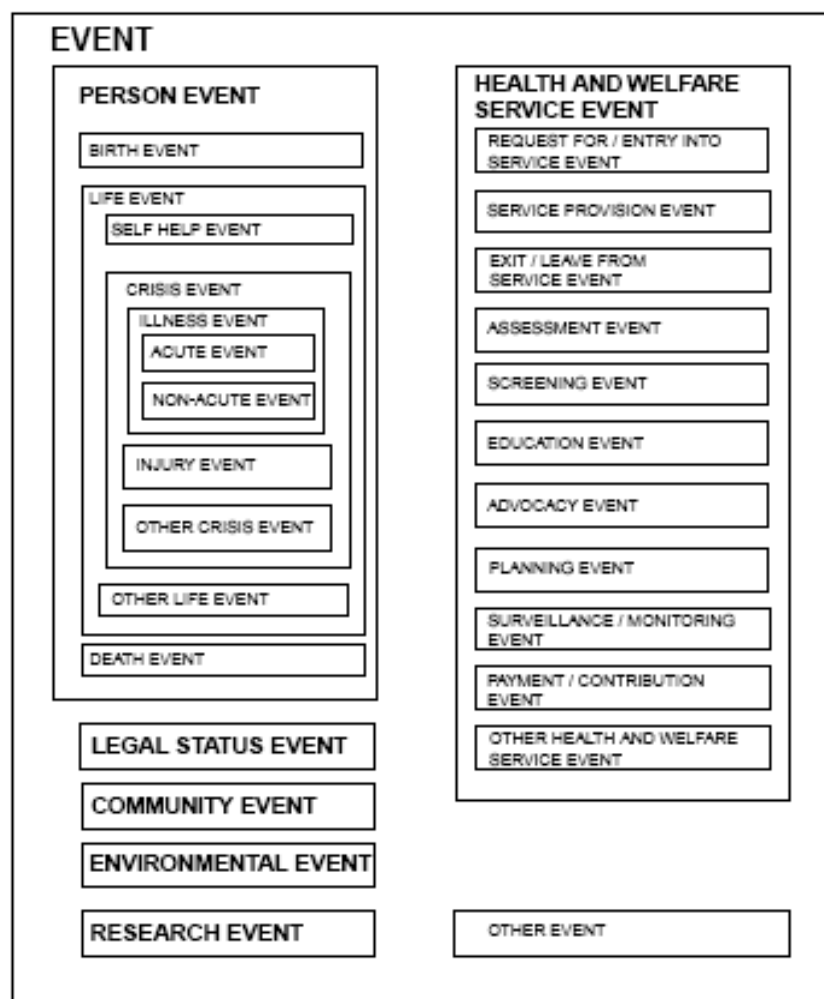 EVENT
PERSON EVENT
BIRTH EVENT
LIFE EVENT
SELF HELP EVENT
CRISIS EVENT
ILLNESS EVENT
ACUTE EVENT
NON-ACUTE EVENT
INJURY EVENT
OTHER CRISIS EVENT
OTHER LIFE EVENT
DEATH EVENT
LEGAL STATUS EVENT
COMMUNITY EVENT
ENVIRONMENTAL EVENT
RESEARCH EVENT
HEALTH AND WELFARE
SERVICE EVENT
REQUEST FOR / ENTRY INTO
SERVICE EVENT
SERVICE PROVISION EVENT
EXIT / LEAVE FROM
SERVICE EVENT
ASSESSMENT EVENT
SCREENING EVENT
EDUCATION EVENT
ADVOCACY EVENT
PLANNING EVENT
SURVEILLANCE / MONITORING
EVENT
PAYMENT / CONTRIBUTION
EVENT
OTHER HEALTH AND WELFARE
SERVICE EVENT
OTHER EVENT